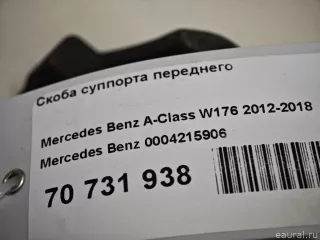 Скоба суппорта переднего
Mercedes Benz A-Class W176 2012-2018
Mercedes Benz 0004215906
70 731 938
eaural.ru